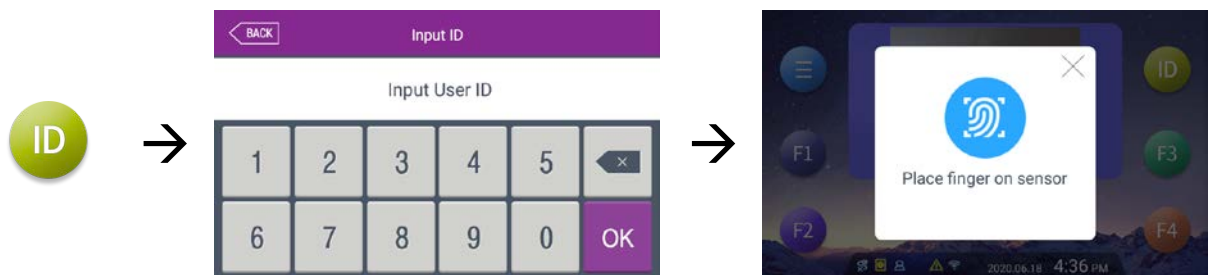 ID
BACK
Input ID
Input User ID
1 2 3 4 5
6 7 8 9 0 OK
ID
F1
F3
Place finger on sensor
F2
F4
2020.06.18 4:36 PM